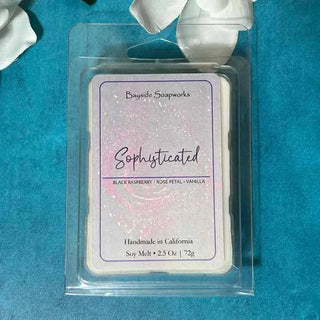 Bayside Soapworks
Sophisticated
BLACK RASPBERRY • ROSE PETAL • VANILLA
Handmade in California
Soy Melt • 2.5 Oz | 72g